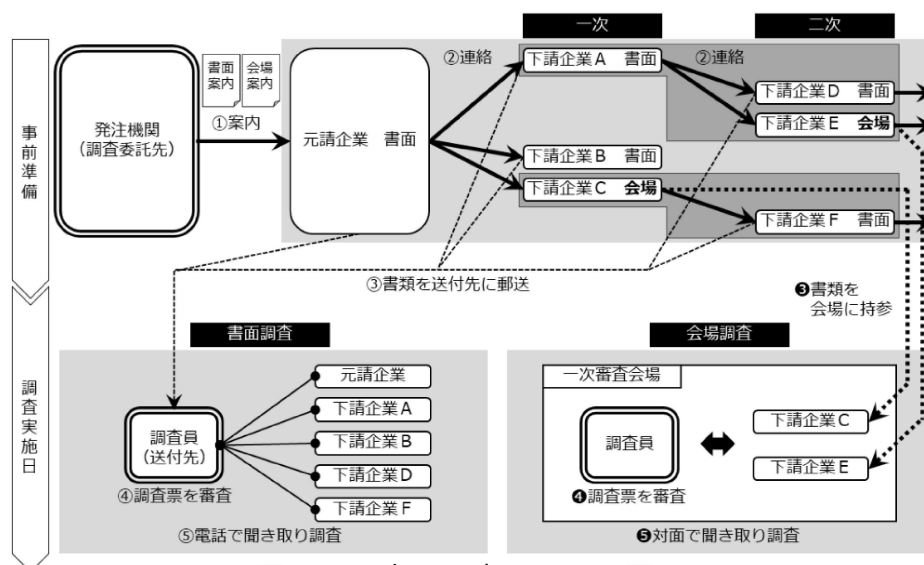 一次
二次
事前準備
発注機関
(調査委託先)
書面
案内
会場
案内
①案内
元請企業 書面
②連絡
下請企業A 書面
下請企業B 書面
下請企業C 会場
②連絡
下請企業D 書面
下請企業E 会場
下請企業F 書面
③書類を送付先に郵送
❸書類を
会場に持参
調査実施日
書面調査
調査員
(送付先)
④調査票を審査
元請企業
下請企業A
下請企業B
下請企業D
下請企業F
⑤電話で聞き取り調査
会場調査
一次審査会場
調査員
❹調査票を審査
下請企業C
下請企業E
❺対面で聞き取り調査